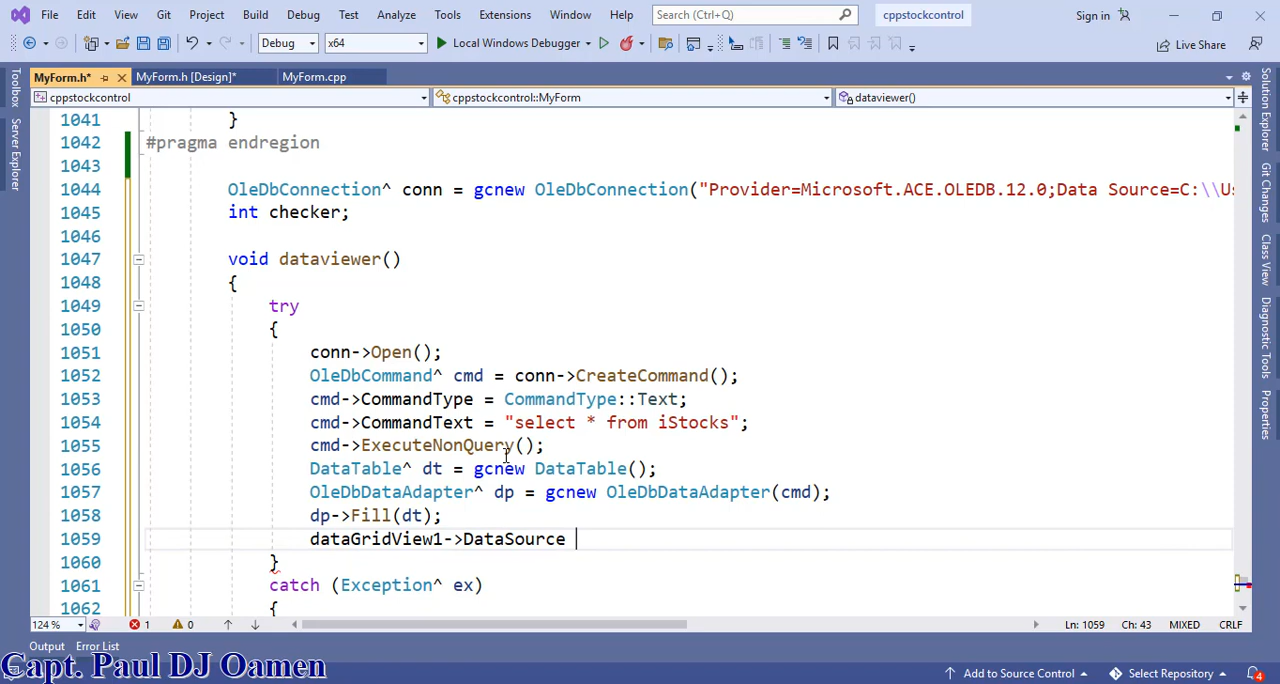 File Edit View Git Project Build Debug Test Analyze Tools Extensions Window Help Search (Ctrl+Q) cppstockcontrol Sign in
Debug x64 Local Windows Debugger Live Share
MyForm.h* MyForm.h [Design]* MyForm.cpp
cppstockcontrol cppstockcontrol::MyForm dataviewer()
Toolbox
Server Explorer
Solution Explorer
Git Changes
Class View
Diagnostic Tools
Properties
1041 }
1042 #pragma endregion
1043
1044 OleDbConnection^ conn = gcnew OleDbConnection("Provider=Microsoft.ACE.OLEDB.12.0;Data Source=C:\\Us
1045 int checker;
1046
1047 void dataviewer()
1048 {
1049 try
1050 {
1051 conn->Open();
1052 OleDbCommand^ cmd = conn->CreateCommand();
1053 cmd->CommandType = CommandType::Text;
1054 cmd->CommandText = "select * from iStocks";
1055 cmd->ExecuteNonQuery();
1056 DataTable^ dt = gcnew DataTable();
1057 OleDbDataAdapter^ dp = gcnew OleDbDataAdapter(cmd);
1058 dp->Fill(dt);
1059 dataGridView1->DataSource
1060 }
1061 catch (Exception^ ex)
1062 {
124 % 1 0 Ln: 1059 Ch: 43 MIXED CRLF
Output Error List
Capt. Paul DJ Oamen
Add to Source Control Select Repository 4